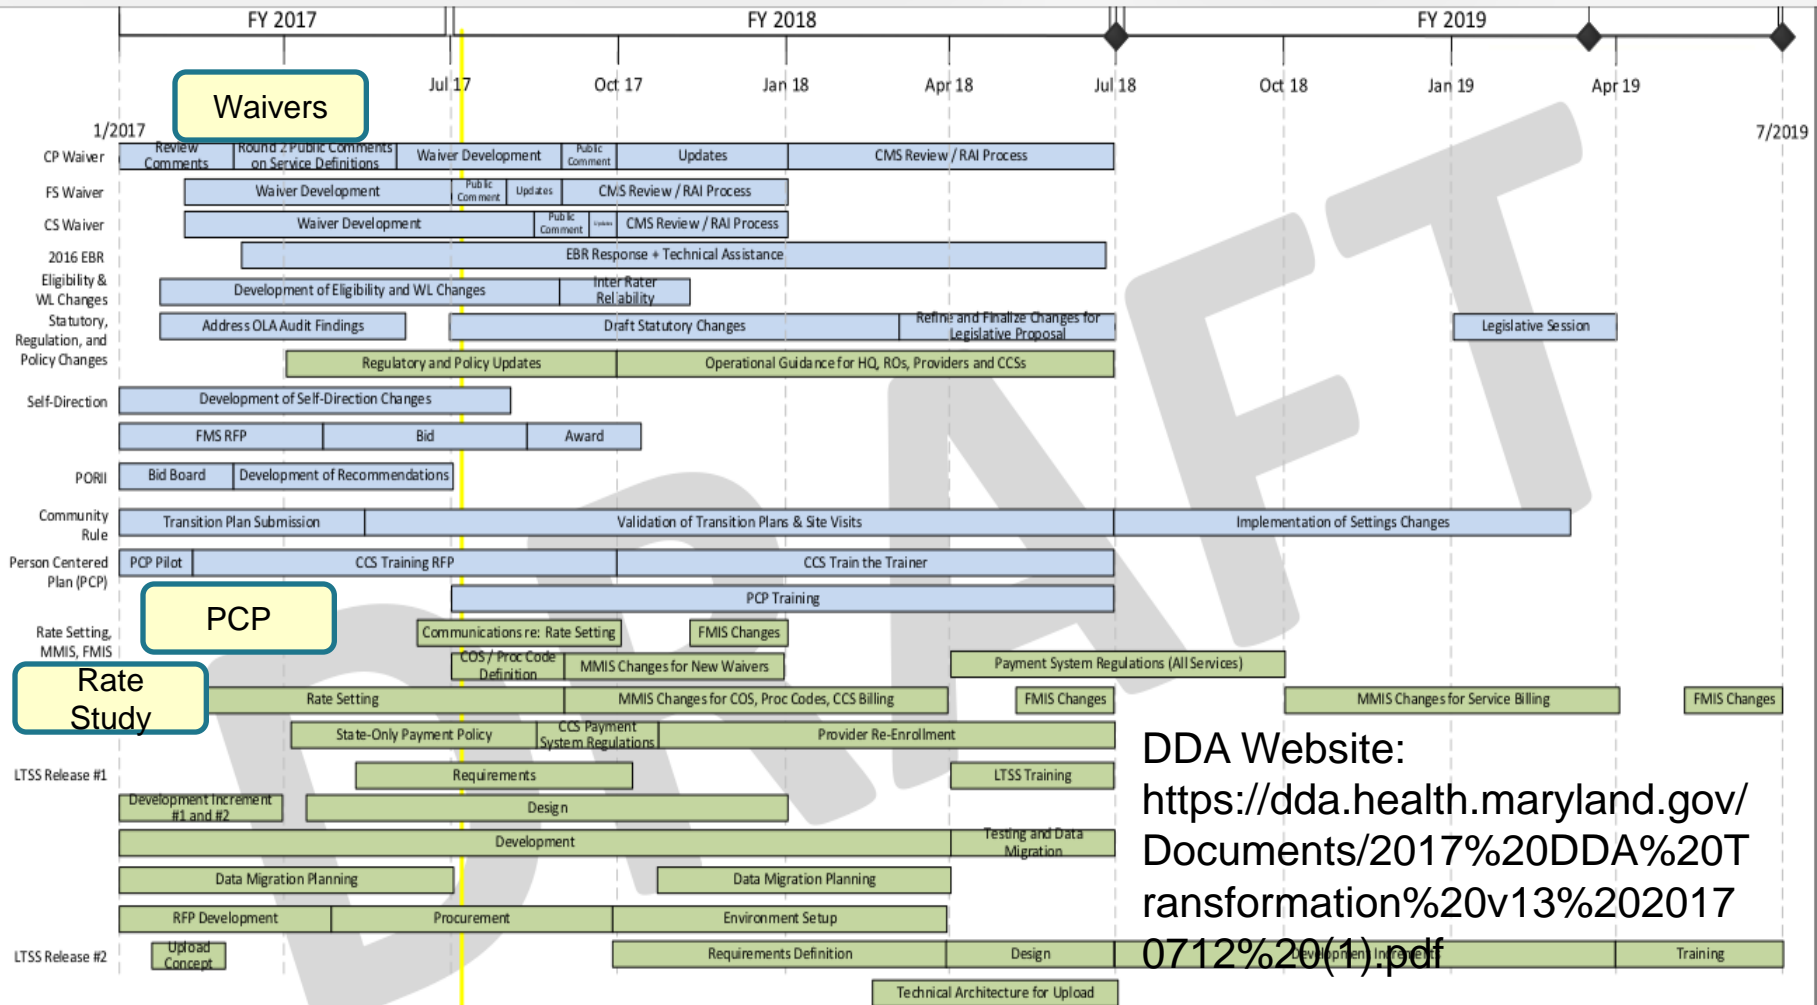 FY 2017
FY 2018
FY 2019
Jul 17
Oct 17
Jan 18
Apr 18
Jul 18
Oct 18
Jan 19
Apr 19
Waivers
1/2017
7/2019
CP Waiver
Review
Comments
Round 2 Public Comments
on Service Definitions
Waiver Development
Public
Comment
Updates
CMS Review / RAI Process
FS Waiver
Waiver Development
Public
Comment
Updates
CMS Review / RAI Process
CS Waiver
Waiver Development
Public
Comment
Updates
CMS Review / RAI Process
2016 EBR
EBR Response + Technical Assistance
Eligibility &
WL Changes
Development of Eligibility and WL Changes
Inter Rater
Reliability
Statutory,
Regulation, and
Policy Changes
Address OLA Audit Findings
Draft Statutory Changes
Refine and Finalize Changes for
Legislative Proposal
Legislative Session
Regulatory and Policy Updates
Operational Guidance for HQ, ROs, Providers and CCSs
Self-Direction
Development of Self-Direction Changes
FMS RFP
Bid
Award
PORII
Bid Board
Development of Recommendations
Community
Rule
Transition Plan Submission
Validation of Transition Plans & Site Visits
Implementation of Settings Changes
Person Centered
Plan (PCP)
PCP Pilot
CCS Training RFP
CCS Train the Trainer
PCP Training
PCP
Rate Setting,
MMIS, FMIS
Communications re: Rate Setting
FMIS Changes
COS / Proc Code
Definition
MMIS Changes for New Waivers
Payment System Regulations (All Services)
Rate
Study
Rate Setting
MMIS Changes for COS, Proc Codes, CCS Billing
FMIS Changes
MMIS Changes for Service Billing
FMIS Changes
State-Only Payment Policy
CCS Payment
System Regulations
Provider Re-Enrollment
LTSS Release #1
Requirements
LTSS Training
Development Increment
#1 and #2
Design
Development
Testing and Data
Migration
Data Migration Planning
Data Migration Planning
RFP Development
Procurement
Environment Setup
LTSS Release #2
Upload
Concept
Requirements Definition
Design
Development Increments
Training
Technical Architecture for Upload
DDA Website:
https://dda.health.maryland.gov/
Documents/2017%20DDA%20T
ransformation%20v13%202017
0712%20(1).pdf
DRAFT